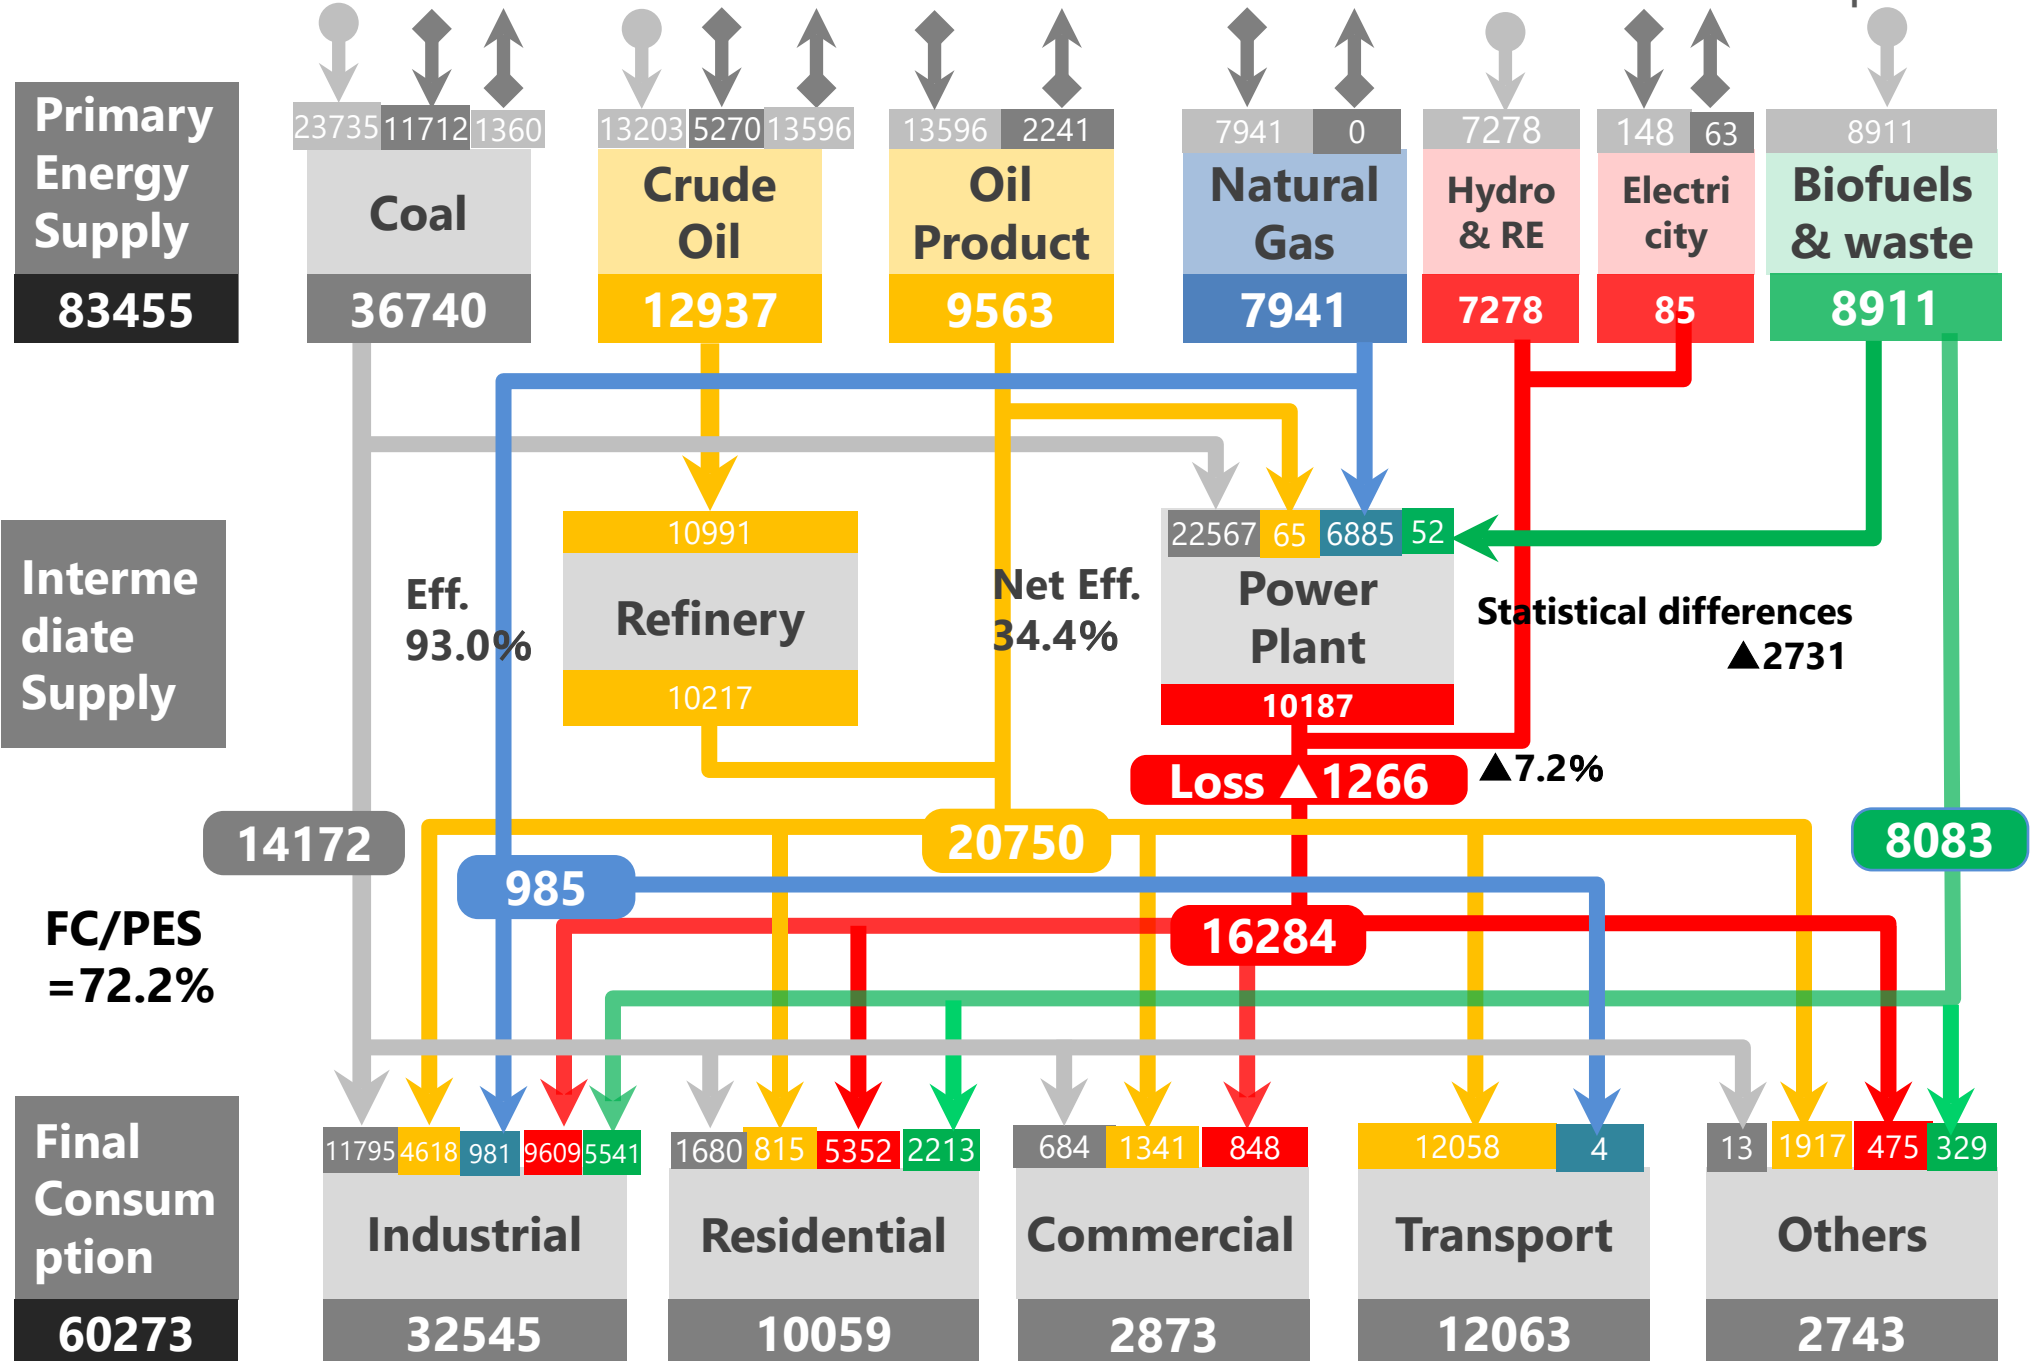 Primary
Energy
Supply
83455
23735 11712 1360
Coal
36740
13203 5270 13596
Crude
Oil
12937
13596 2241
Oil
Product
9563
7941 0
Natural
Gas
7941
7278
Hydro
& RE
7278
148 63
Electri
city
85
8911
Biofuels
& waste
8911
Interme
diate
Supply
Eff.
93.0%
10991
Refinery
10217
Net Eff.
34.4%
22567 65 6885 52
Power
Plant
10187
Statistical differences
▲2731
Loss ▲1266
▲7.2%
14172
985
20750
16284
8083
FC/PES
=72.2%
Final
Consum
ption
60273
11795 4618 981 9609 5541
Industrial
32545
1680 815 5352 2213
Residential
10059
684 1341 848
Commercial
2873
12058 4
Transport
12063
13 1917 475 329
Others
2743